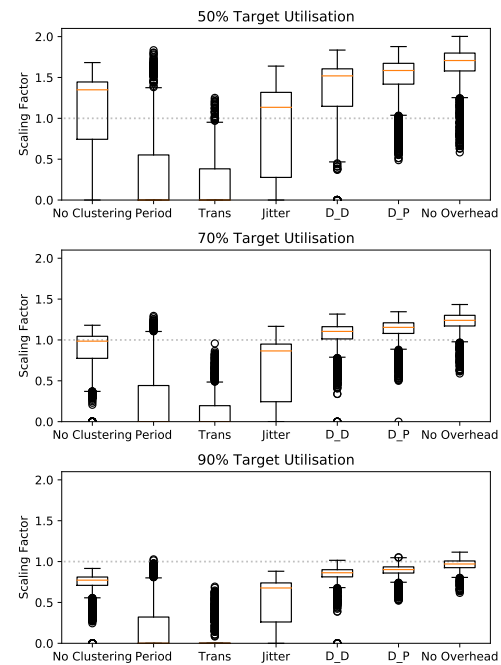 50% Target Utilisation
2.0
1.5
1.0
0.5
0.0
Scaling Factor
No Clustering Period Trans Jitter D_D D_P No Overhead
70% Target Utilisation
2.0
1.5
1.0
0.5
0.0
Scaling Factor
No Clustering Period Trans Jitter D_D D_P No Overhead
90% Target Utilisation
2.0
1.5
1.0
0.5
0.0
Scaling Factor
No Clustering Period Trans Jitter D_D D_P No Overhead